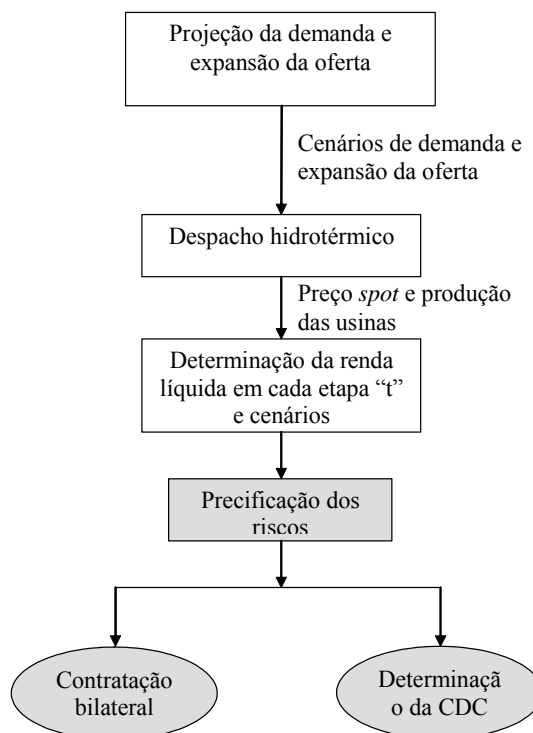 Projeção da demanda e
expansão da oferta
Cenários de demanda e
expansão da oferta
Despacho hidrotérmico
Preço spot e produção
das usinas
Determinação da renda
líquida em cada etapa “t”
e cenários
Precificação dos
riscos
Contratação
bilateral
Determinaçã
o da CDC